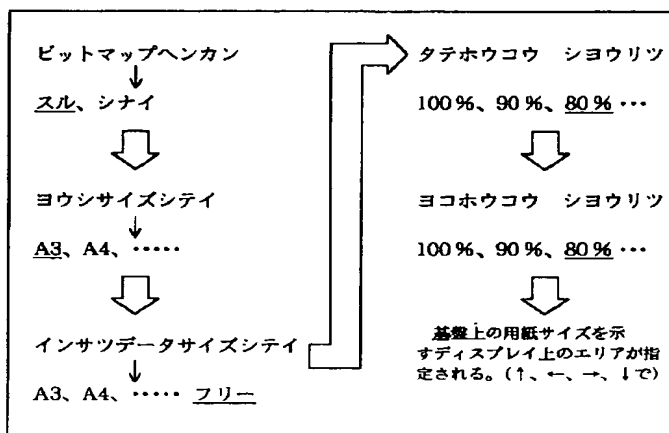 ビットマップヘンカン
スル、シナイ
ヨウシサイズシテイ
A3、A4、‥‥‥
インサツデータサイズシテイ
A3、A4、‥‥‥ フリー
タテホウコウ シヨウリツ
100%、90%、80%‥‥
ヨコホウコウ シヨウリツ
100%、90%、80%‥‥
基盤上の用紙サイズを示
すディスプレイ上のエリアが指
定される。(↑、←、→、↓で)